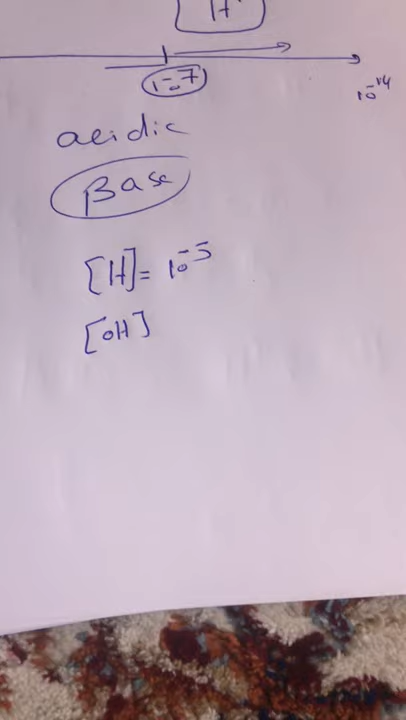 H
10⁻⁷
10⁻¹⁴
acidic
Base
[H] = 10⁻⁵
[OH]